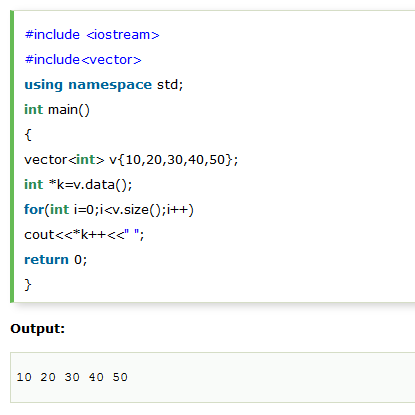 #include <iostream>
#include<vector>
using namespace std;
int main()
{
vector<int> v{10,20,30,40,50};
int *k=v.data();
for(int i=0;i<v.size();i++)
cout<<*k++<<" ";
return 0;
}
Output:
10 20 30 40 50